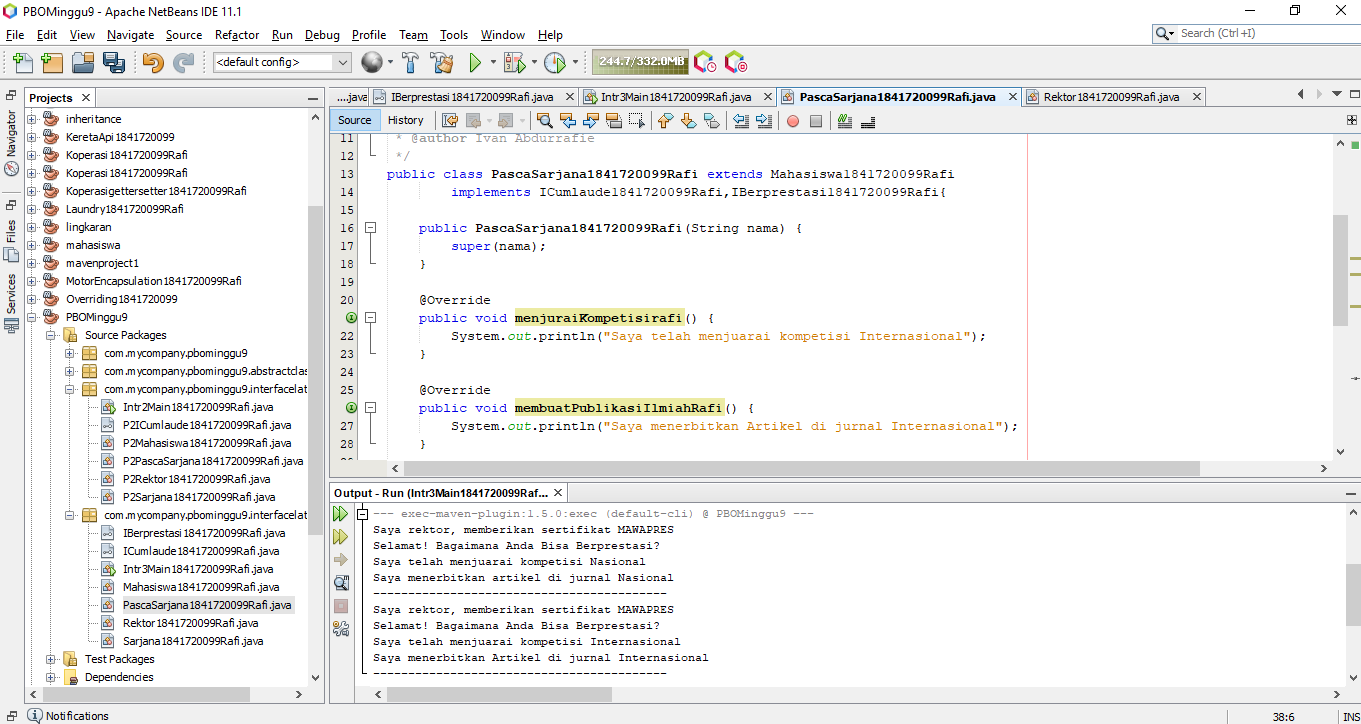 PBOMinggu9 - Apache NetBeans IDE 11.1
File Edit View Navigate Source Refactor Run Debug Profile Team Tools Window Help
Search (Ctrl+I)
<default config>
244.7/332.0MB
Projects
Navigator
Files
Services
inheritance
KeretaApi1841720099
Koperasi1841720099Rafi
Koperasi1841720099Rafi
Koperasigettersetter1841720099Rafi
Laundry1841720099Rafi
lingkaran
mahasiswa
mavenproject1
MotorEncapsulation1841720099Rafi
Overriding1841720099
PBOMinggu9
Source Packages
com.mycompany.pbominggu9
com.mycompany.pbominggu9.abstractclas
com.mycompany.pbominggu9.interfacelat
Intr2Main1841720099Rafi.java
P2ICumlaude1841720099Rafi.java
P2Mahasiswa1841720099Rafi.java
P2PascaSarjana1841720099Rafi.java
P2Rektor1841720099Rafi.java
P2Sarjana1841720099Rafi.java
com.mycompany.pbominggu9.interfacelat
IBerprestasi1841720099Rafi.java
ICumlaude1841720099Rafi.java
Intr3Main1841720099Rafi.java
Mahasiswa1841720099Rafi.java
PascaSarjana1841720099Rafi.java
Rektor1841720099Rafi.java
Sarjana1841720099Rafi.java
Test Packages
Dependencies
....java IBerprestasi1841720099Rafi.java Intr3Main1841720099Rafi.java PascaSarjana1841720099Rafi.java Rektor1841720099Rafi.java
Source History
11 * @author Ivan Abdurrafie
12 */
13 public class PascaSarjana1841720099Rafi extends Mahasiswa1841720099Rafi
14 implements ICumlaude1841720099Rafi,IBerprestasi1841720099Rafi{
15
16 public PascaSarjana1841720099Rafi(String nama) {
17 super(nama);
18 }
19
20 @Override
public void menjuraiKompetisirafi() {
22 System.out.println("Saya telah menjuarai kompetisi Internasional");
23 }
24
25 @Override
public void membuatPublikasiIlmiahRafi() {
27 System.out.println("Saya menerbitkan Artikel di jurnal Internasional");
28 }
Output - Run (Intr3Main1841720099Raf...
--- exec-maven-plugin:1.5.0:exec (default-cli) @ PBOMinggu9 ---
Saya rektor, memberikan sertifikat MAWAPRES
Selamat! Bagaimana Anda Bisa Berprestasi?
Saya telah menjuarai kompetisi Nasional
Saya menerbitkan artikel di jurnal Nasional
------------------------------------------
Saya rektor, memberikan sertifikat MAWAPRES
Selamat! Bagaimana Anda Bisa Berprestasi?
Saya telah menjuarai kompetisi Internasional
Saya menerbitkan Artikel di jurnal Internasional
------------------------------------------
Notifications
38:6
INS